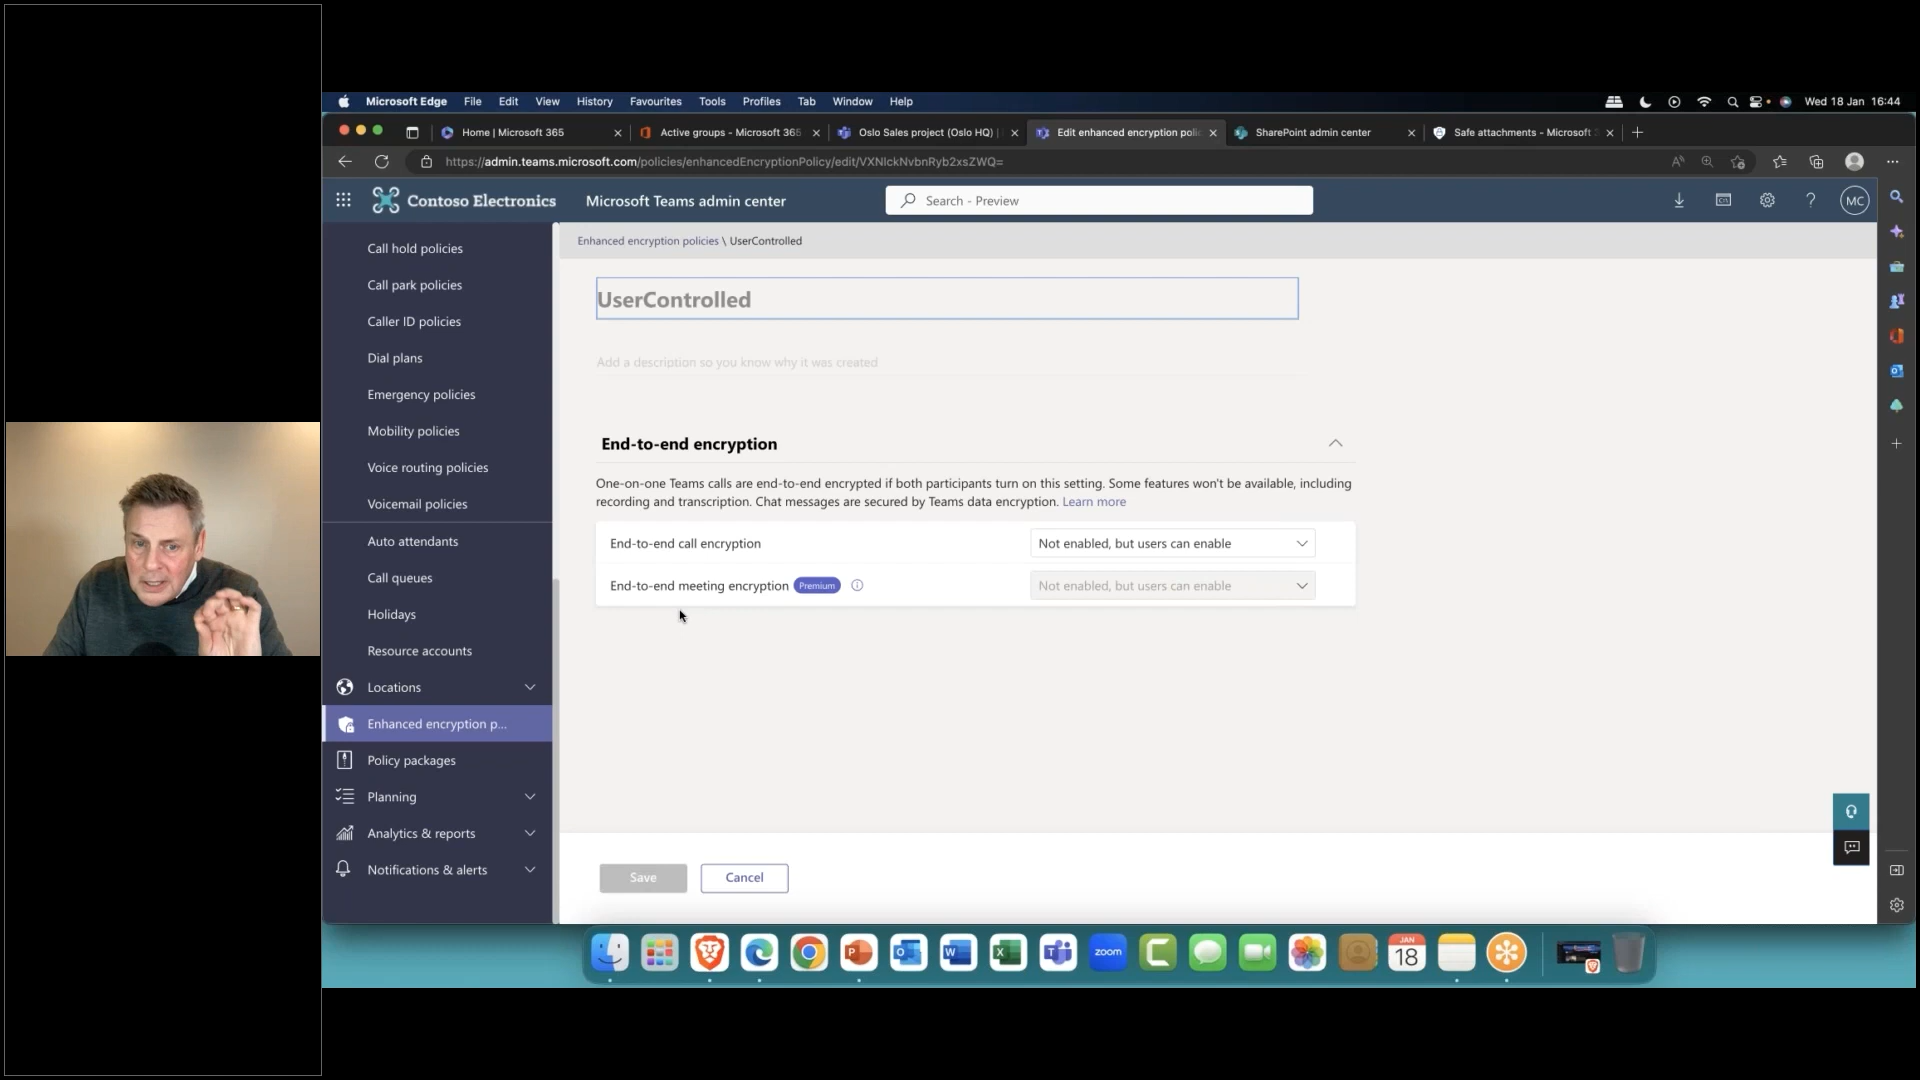 Microsoft Edge File Edit View History Favourites Tools Profiles Tab Window Help Wed 18 Jan 16:44
Home | Microsoft 365 Active groups - Microsoft 365 Oslo Sales project (Oslo HQ) | Edit enhanced encryption polic SharePoint admin center Safe attachments - Microsoft 3
https://admin.teams.microsoft.com/policies/enhancedEncryptionPolicy/edit/VXNlckNvbnRyb2xsZWQ=
Contoso Electronics Microsoft Teams admin center Search - Preview MC
Call hold policies
Call park policies
Caller ID policies
Dial plans
Emergency policies
Mobility policies
Voice routing policies
Voicemail policies
Auto attendants
Call queues
Holidays
Resource accounts
Locations
Enhanced encryption p...
Policy packages
Planning
Analytics & reports
Notifications & alerts
Enhanced encryption policies \ UserControlled
UserControlled
Add a description so you know why it was created
End-to-end encryption
One-on-one Teams calls are end-to-end encrypted if both participants turn on this setting. Some features won't be available, including
recording and transcription. Chat messages are secured by Teams data encryption. Learn more
End-to-end call encryption Not enabled, but users can enable
End-to-end meeting encryption Premium Not enabled, but users can enable
Save Cancel
zoom JAN
18